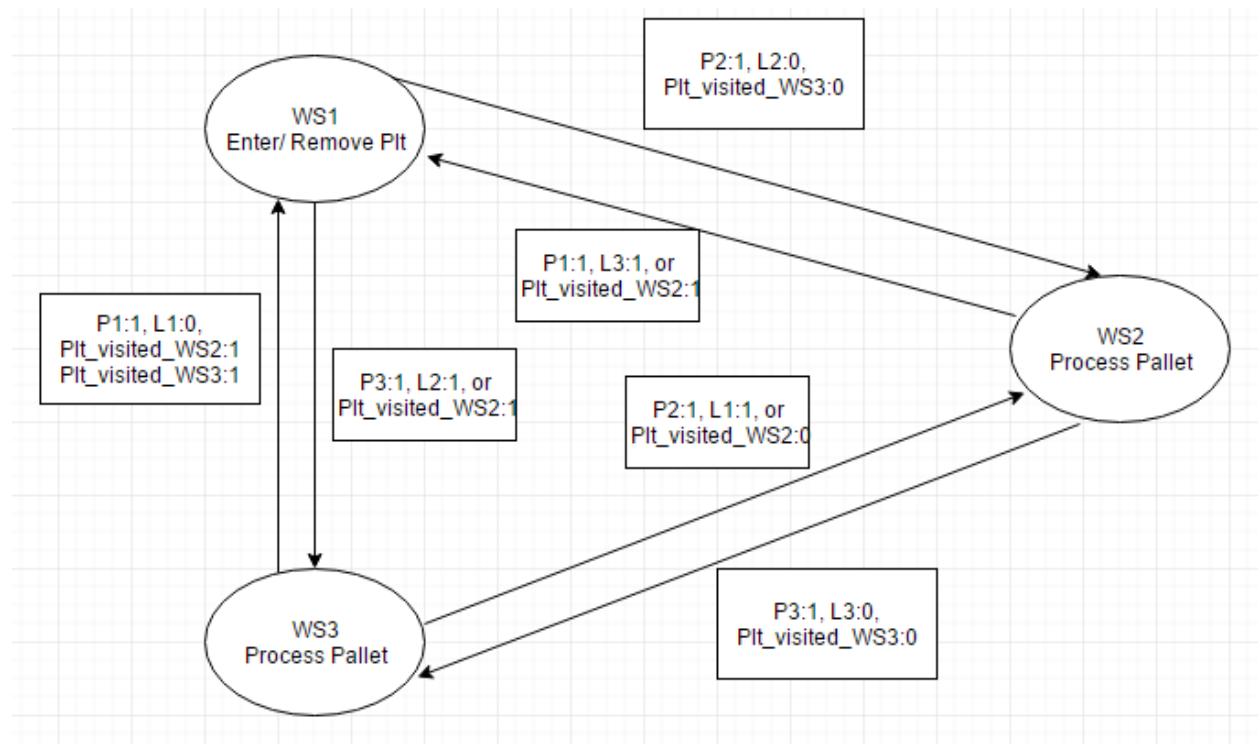 P2:1, L2:0,
Plt_visited_WS3:0
WS1
Enter/ Remove Plt
P1:1, L3:1, or
Plt_visited_WS2:1
P1:1, L1:0,
Plt_visited_WS2:1
Plt_visited_WS3:1
P3:1, L2:1, or
Plt_visited_WS2:1
WS2
Process Pallet
P2:1, L1:1, or
Plt_visited_WS2:0
WS3
Process Pallet
P3:1, L3:0,
Plt_visited_WS3:0